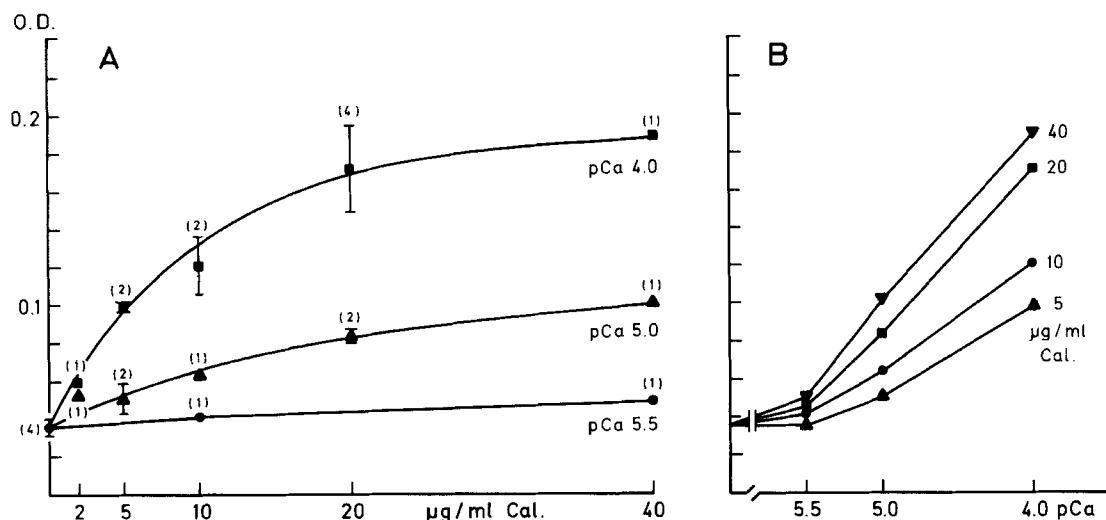 O.D.
A
B
0.2
0.1
(4)
(1)
(1)
(2)
(2)
(2)
(1)
(1)
(4)
(2)
(1)
pCa 4.0
(1)
pCa 5.0
(1)
pCa 5.5
2 5 10 20 µg/ml Cal. 40
40
20
10
5
µg/ml
Cal.
5.5 5.0 4.0 pCa